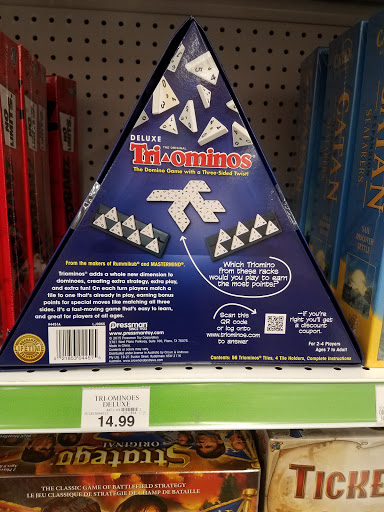 DELUXE
THE ORIGINAL
Tri-ominos
The Domino Game with a Three-Sided Twist!
From the makers of Rummikub® and MASTERMIND®.
Triominos® adds a whole new dimension to
dominoes, creating extra strategy, extra play,
and extra fun! On each turn players match a
tile to one that's already in play, earning bonus
points for special moves like matching all three
sides. It's a fast-moving game that's easy to learn,
and great for players of all ages.
Which Triomino
from these racks
would you play to earn
the most points?
Scan this
QR code
or log onto
www.triominos.com
to answer
—if you're
right you'll get
a discount
coupon.
Pressman
Pressman Toy Corporation
www.pressmantoy.com
For 2-4 Players
Ages 7 to Adult
Contents: 56 Triominos® Tiles, 4 Tile Holders, Complete Instructions
CATAN
TRI-OMINOES
DELUXE
14.99
Stratego
ORIGINAL
THE CLASSIC GAME OF BATTLEFIELD STRATEGY
LE JEU CLASSIQUE DE STRATÉGIE DE CHAMP DE BATAILLE
TICKE